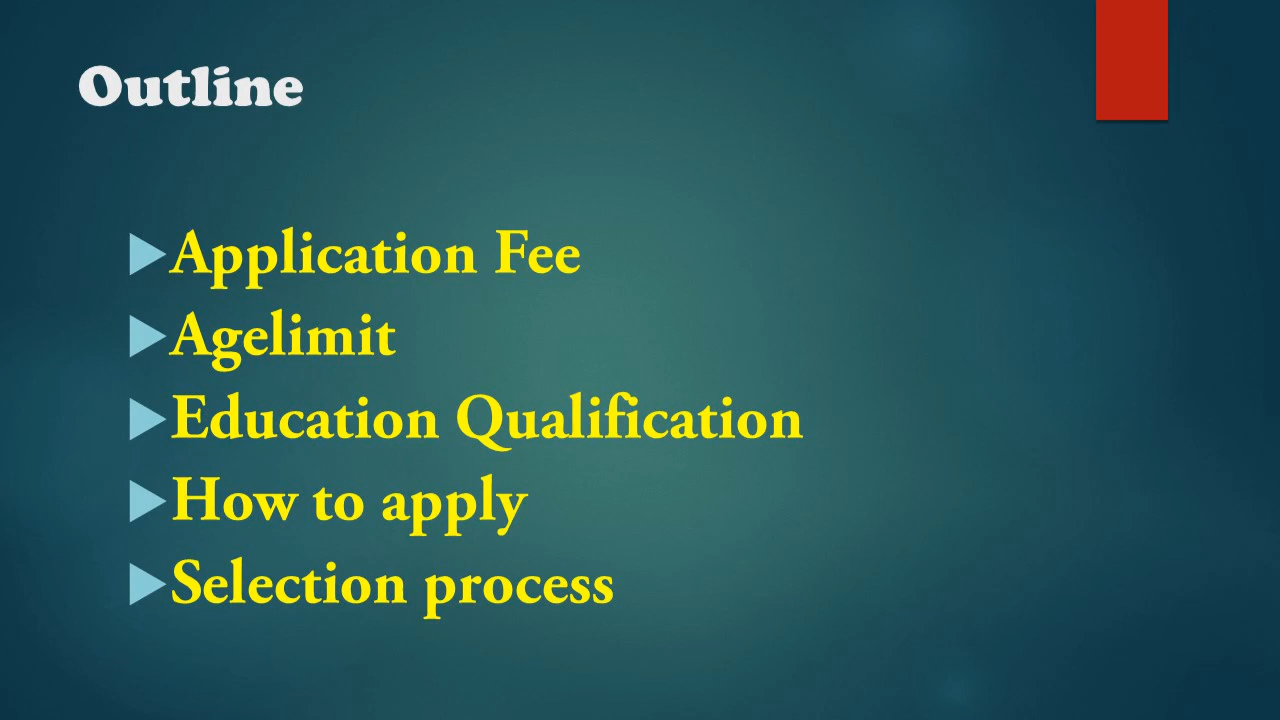 Outline
Application Fee
Agelimit
Education Qualification
How to apply
Selection process